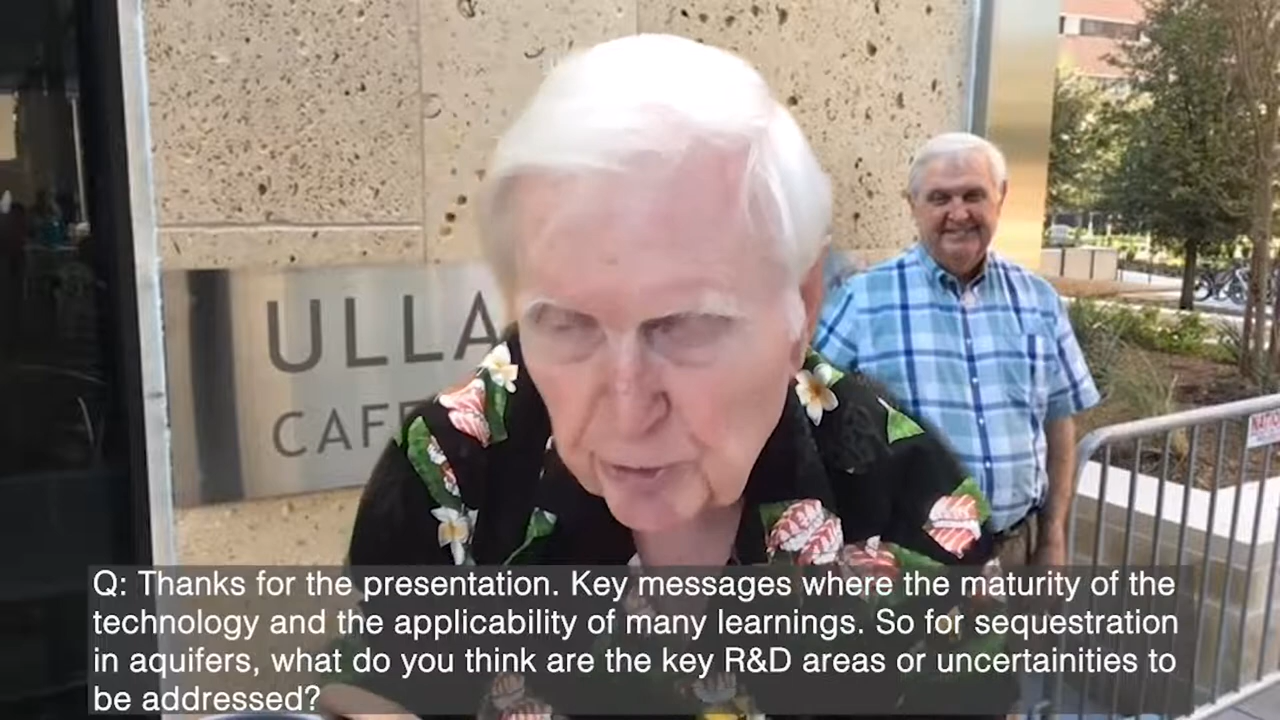 ULLA
CAFE
NATIO
Q: Thanks for the presentation. Key messages where the maturity of the
technology and the applicability of many learnings. So for sequestration
in aquifers, what do you think are the key R&D areas or uncertainities to
be addressed?